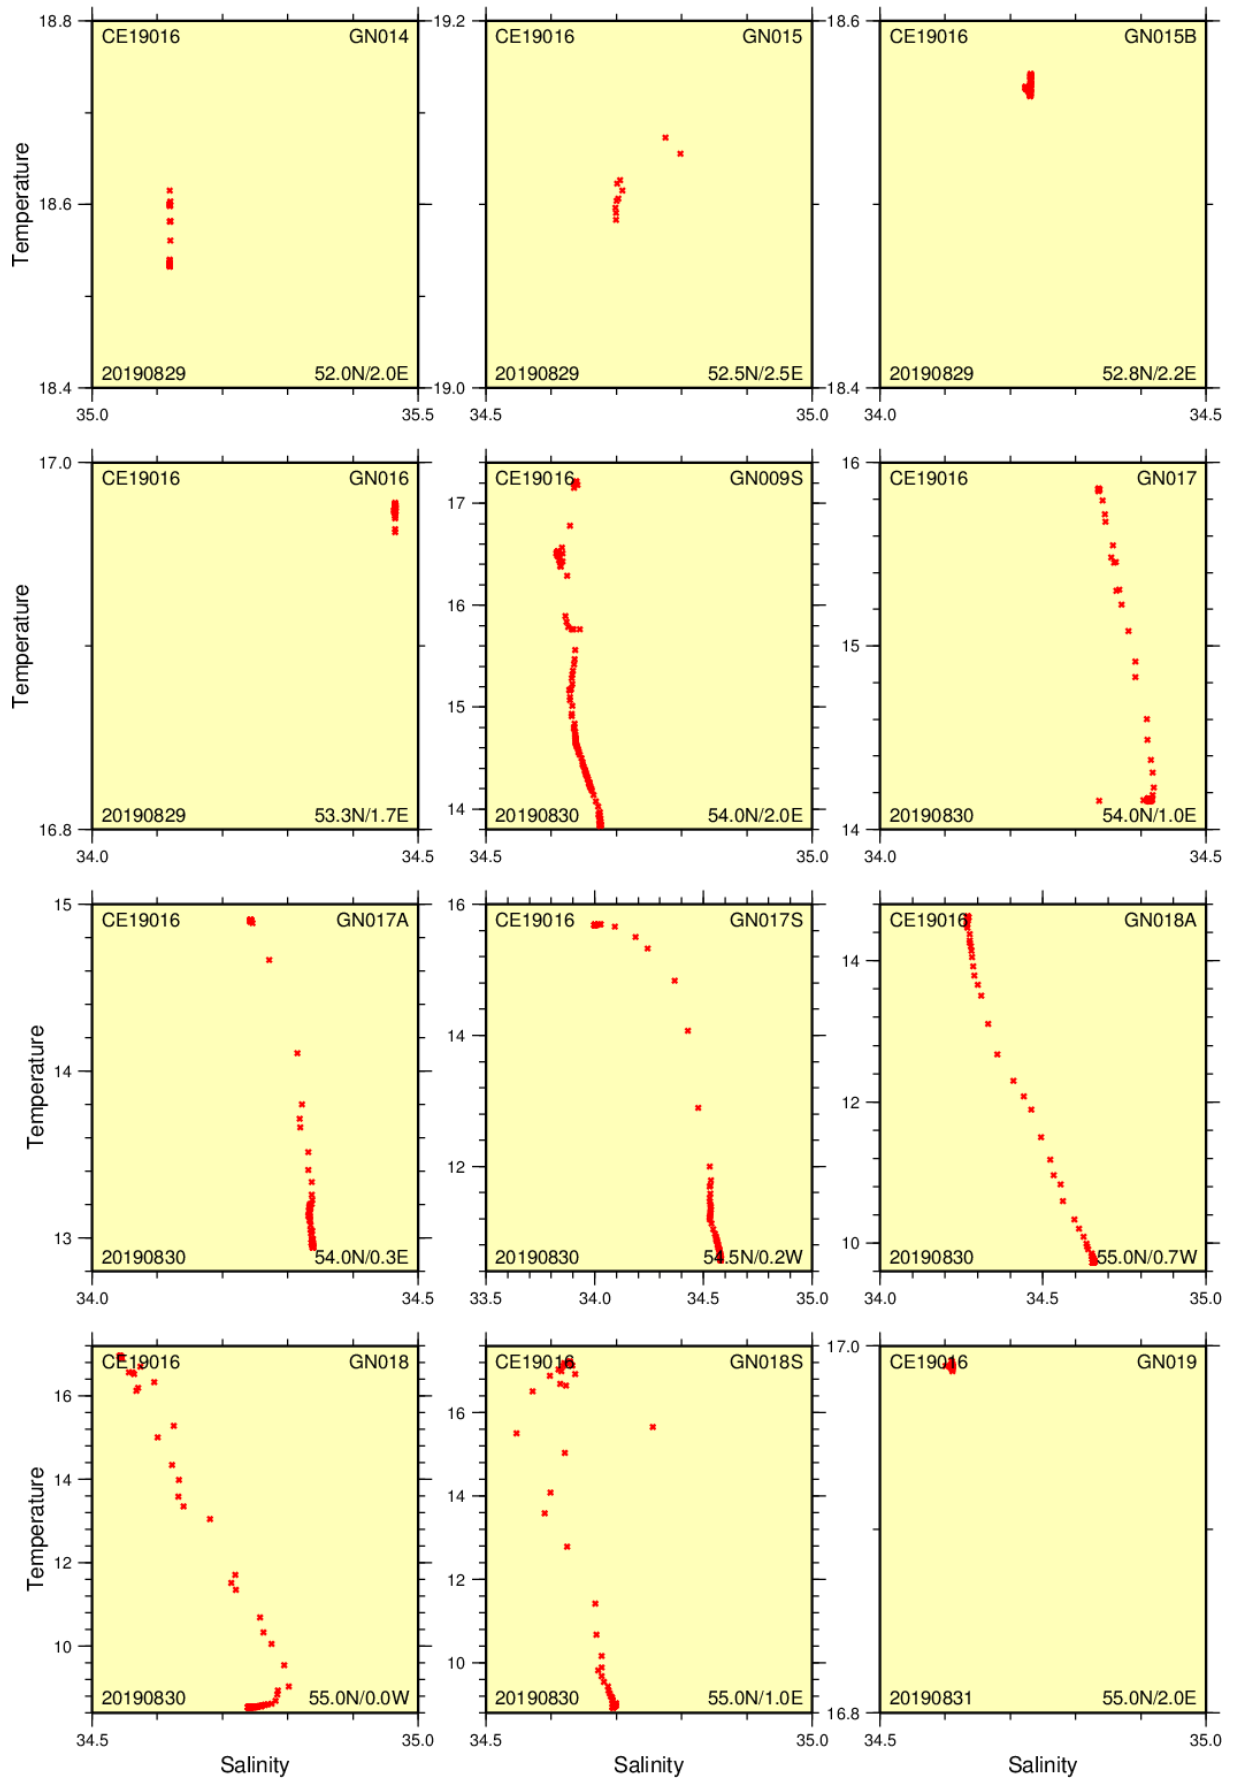 18.8 19.2 18.6
CE19016 GN014 CE19016 GN015 CE19016 GN015B
Temperature
18.6
20190829 52.0N/2.0E 20190829 52.5N/2.5E 20190829 52.8N/2.2E
18.4 19.0 18.4
35.0 35.5 34.5 35.0 34.0 34.5
17.0 16
CE19016 GN016 CE19016 GN009S CE19016 GN017
17
16
Temperature
15 15
14
20190829 53.3N/1.7E 20190830 54.0N/2.0E 20190830 54.0N/1.0E
16.8 14
34.0 34.5 34.5 35.0 34.0 34.5
15 16
CE19016 GN017A CE19016 GN017S CE19016 GN018A
14
14 14
Temperature
12 12
13 10
20190830 54.0N/0.3E 20190830 54.5N/0.2W 20190830 55.0N/0.7W
34.0 34.5 33.5 34.0 34.5 34.0 34.5 35.0
17.0
CE19016 GN018 CE19016 GN018S CE19016 GN019
16 16
14 14
Temperature
12 12
10 10
20190830 55.0N/0.0W 20190830 55.0N/1.0E 20190831 55.0N/2.0E
16.8
34.5 35.0 34.5 35.0 34.5 35.0
Salinity Salinity Salinity